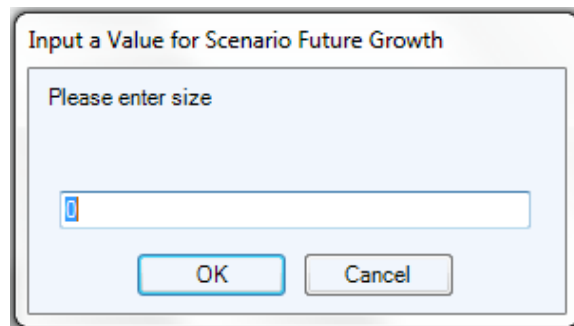 Input a Value for Scenario Future Growth
Please enter size
0
OK
Cancel